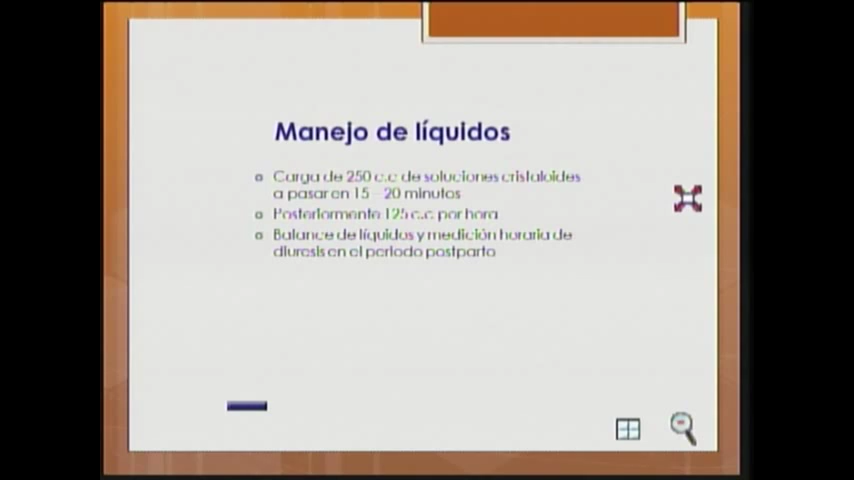 Manejo de líquidos
Carga de 250 c.c de soluciones cristaloides
a pasar en 15 - 20 minutos
Posteriormente 125 c.c por hora
Balance de líquidos y medición horaria de
diuresis en el periodo postparto